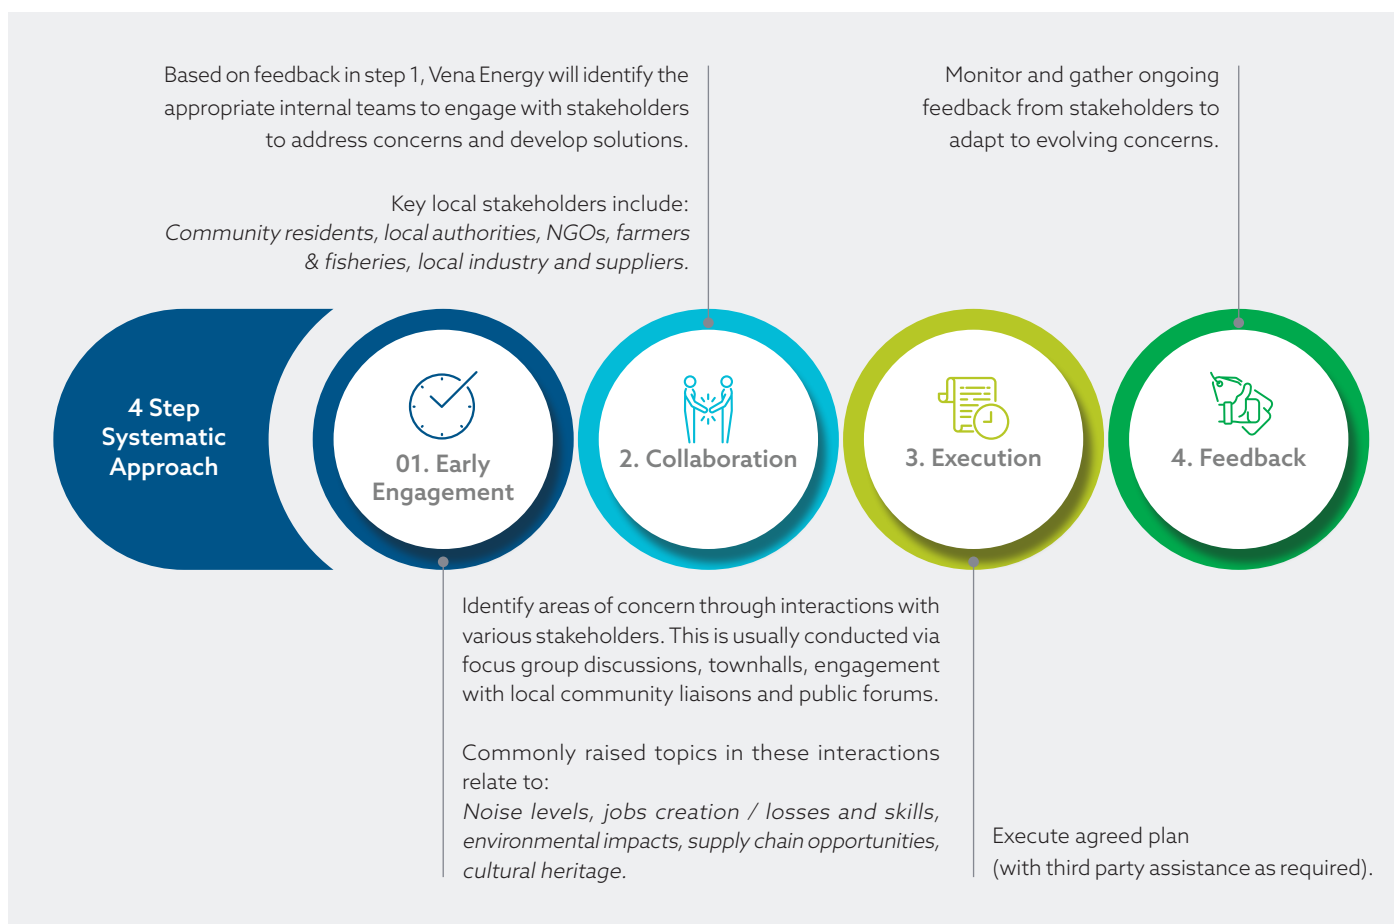 Based on feedback in step 1, Vena Energy will identify the
appropriate internal teams to engage with stakeholders
to address concerns and develop solutions.
Key local stakeholders include:
Community residents, local authorities, NGOs, farmers
& fisheries, local industry and suppliers.
Monitor and gather ongoing
feedback from stakeholders to
adapt to evolving concerns.
4 Step
Systematic
Approach
01. Early
Engagement
2. Collaboration
3. Execution
4. Feedback
Identify areas of concern through interactions with
various stakeholders. This is usually conducted via
focus group discussions, townhalls, engagement
with local community liaisons and public forums.
Commonly raised topics in these interactions
relate to:
Noise levels, jobs creation / losses and skills,
environmental impacts, supply chain opportunities,
cultural heritage.
Execute agreed plan
(with third party assistance as required).